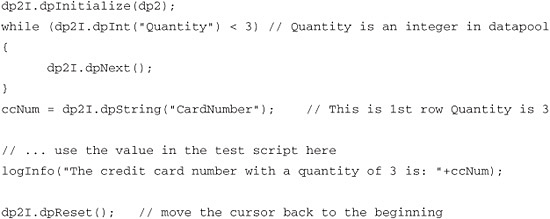 dp2I.dpInitialize(dp2);
while (dp2I.dpInt("Quantity") < 3) // Quantity is an integer in datapool
{
dp2I.dpNext();
}
ccNum = dp2I.dpString("CardNumber"); // This is 1st row Quantity is 3
// ... use the value in the test script here
logInfo("The credit card number with a quantity of 3 is: "+ccNum);
dp2I.dpReset(); // move the cursor back to the beginning